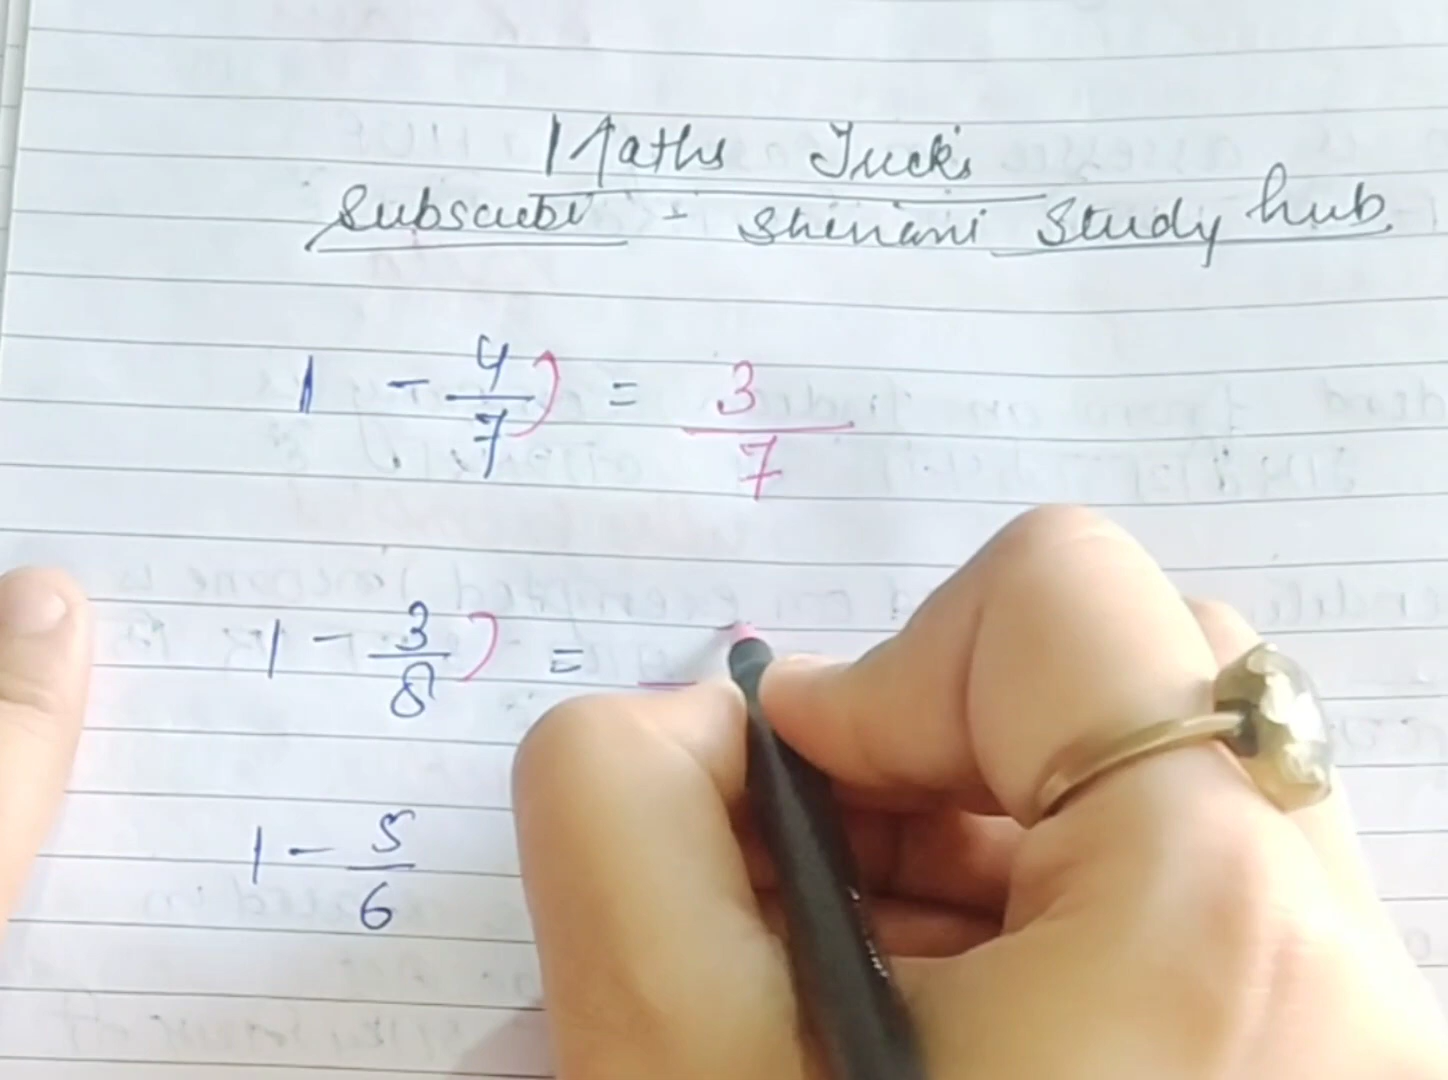 Maths Tricks
Subscribe - Shivani Study hub
1 - 4/7 ) = 3/7
1 - 3/8 ) =
1 - 5/6